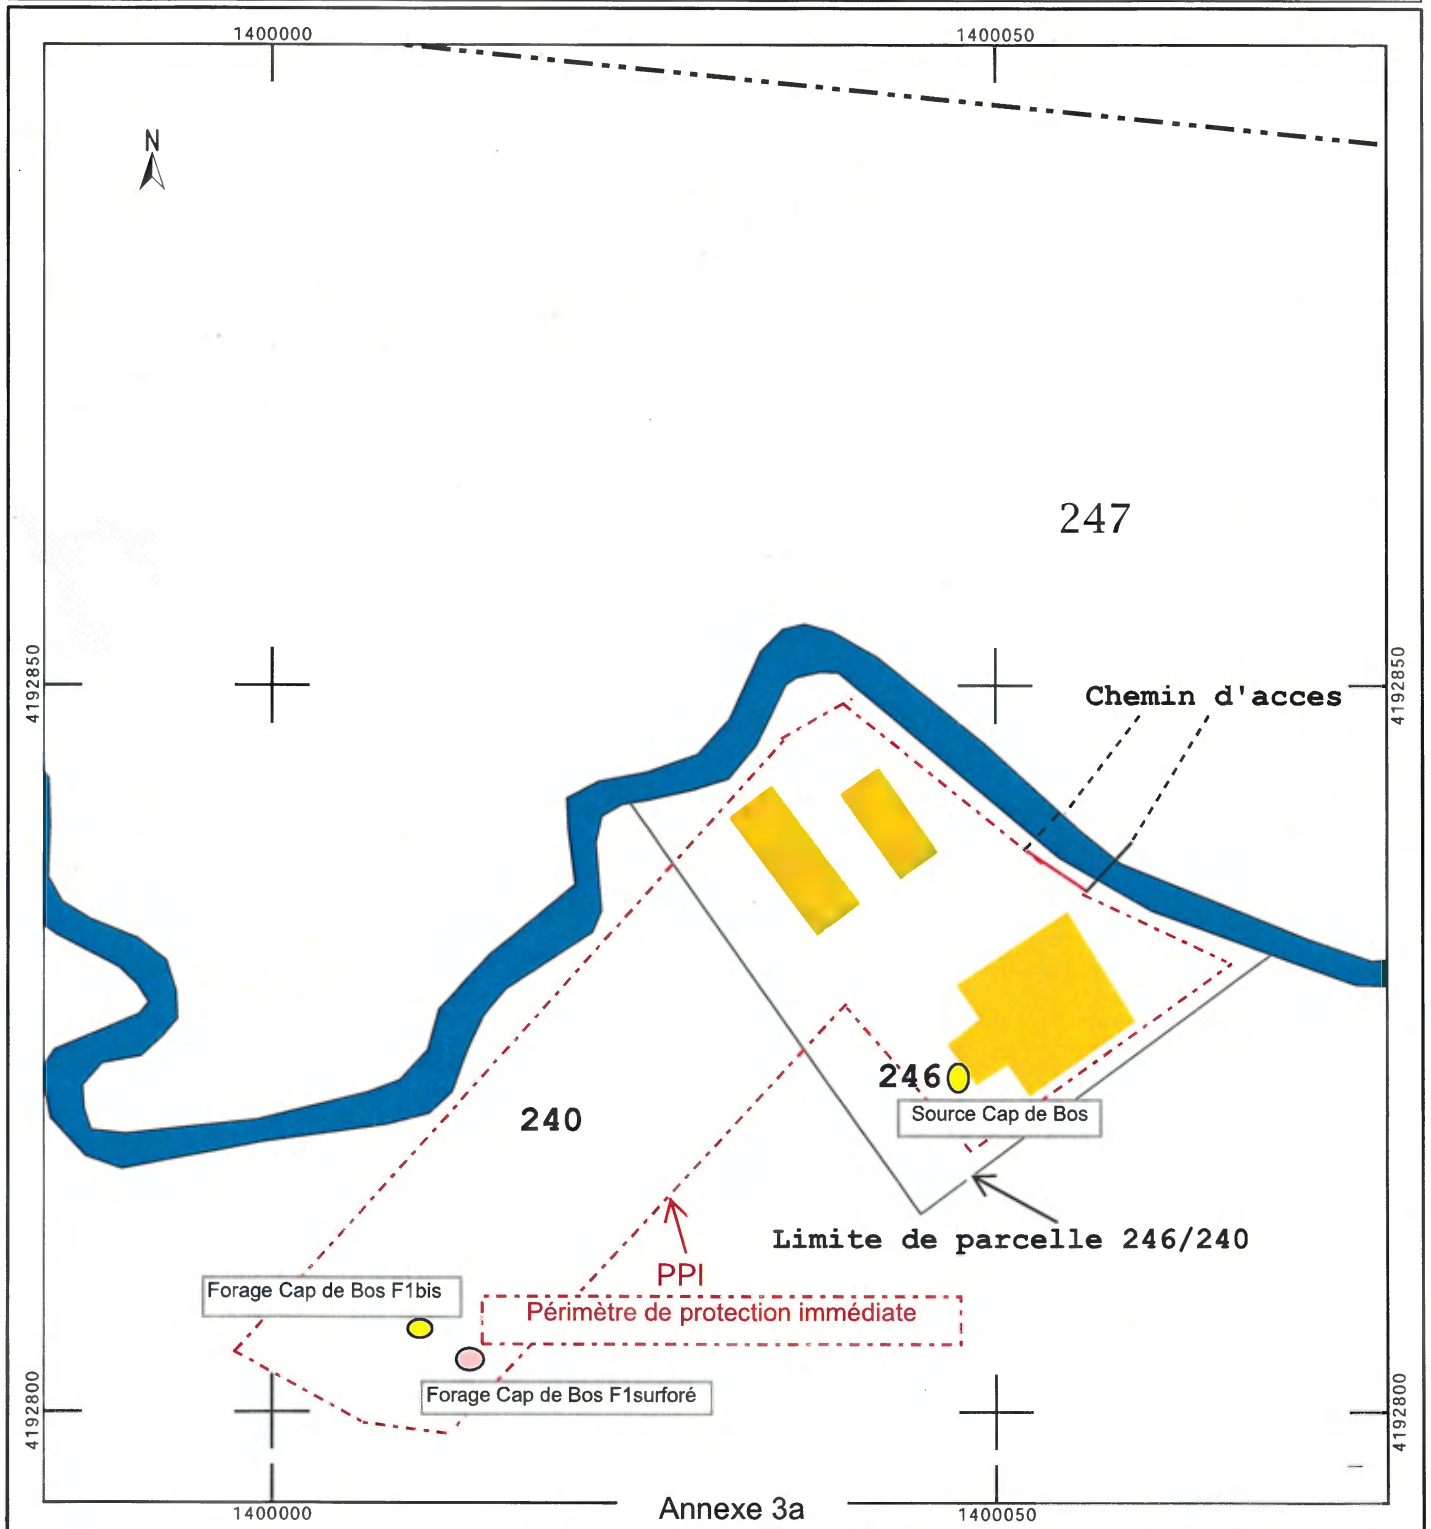 1400000
1400050
N
247
4192850
4192850
Chemin d'acces
246
Source Cap de Bos
240
Limite de parcelle 246/240
PPI
Forage Cap de Bos F1bis
Périmètre de protection immédiate
Forage Cap de Bos F1surforé
4192800
4192800
1400000
Annexe 3a
1400050